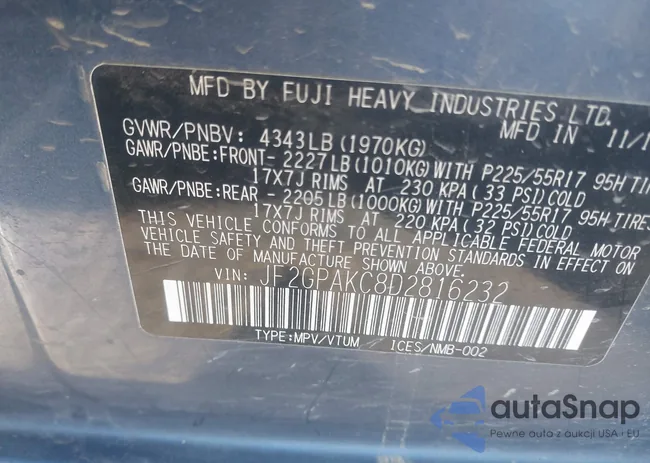 MFD BY FUJI HEAVY INDUSTRIES LTD.
MFD IN 11/1
GVWR/PNBV: 4343LB(1970KG)
GAWR/PNBE:FRONT- 2227LB(1010KG)WITH P225/55R17 95H TIR
17X7J RIMS AT 230 KPA(33 PSI)COLD
GAWR/PNBE:REAR - 2205LB(1000KG)WITH P225/55R17 95H TIRES
17X7J RIMS AT 220 KPA(32 PSI)COLD
THIS VEHICLE CONFORMS TO ALL APPLICABLE FEDERAL MOTOR
VEHICLE SAFETY AND THEFT PREVENTION STANDARDS IN EFFECT ON
THE DATE OF MANUFACTURE SHOWN ABOVE.
VIN: JF2GPAKC8D2816232
TYPE:MPV/VTUM ICES/NMB-002
autaSnap
Pewne auta z aukcji USA i EU